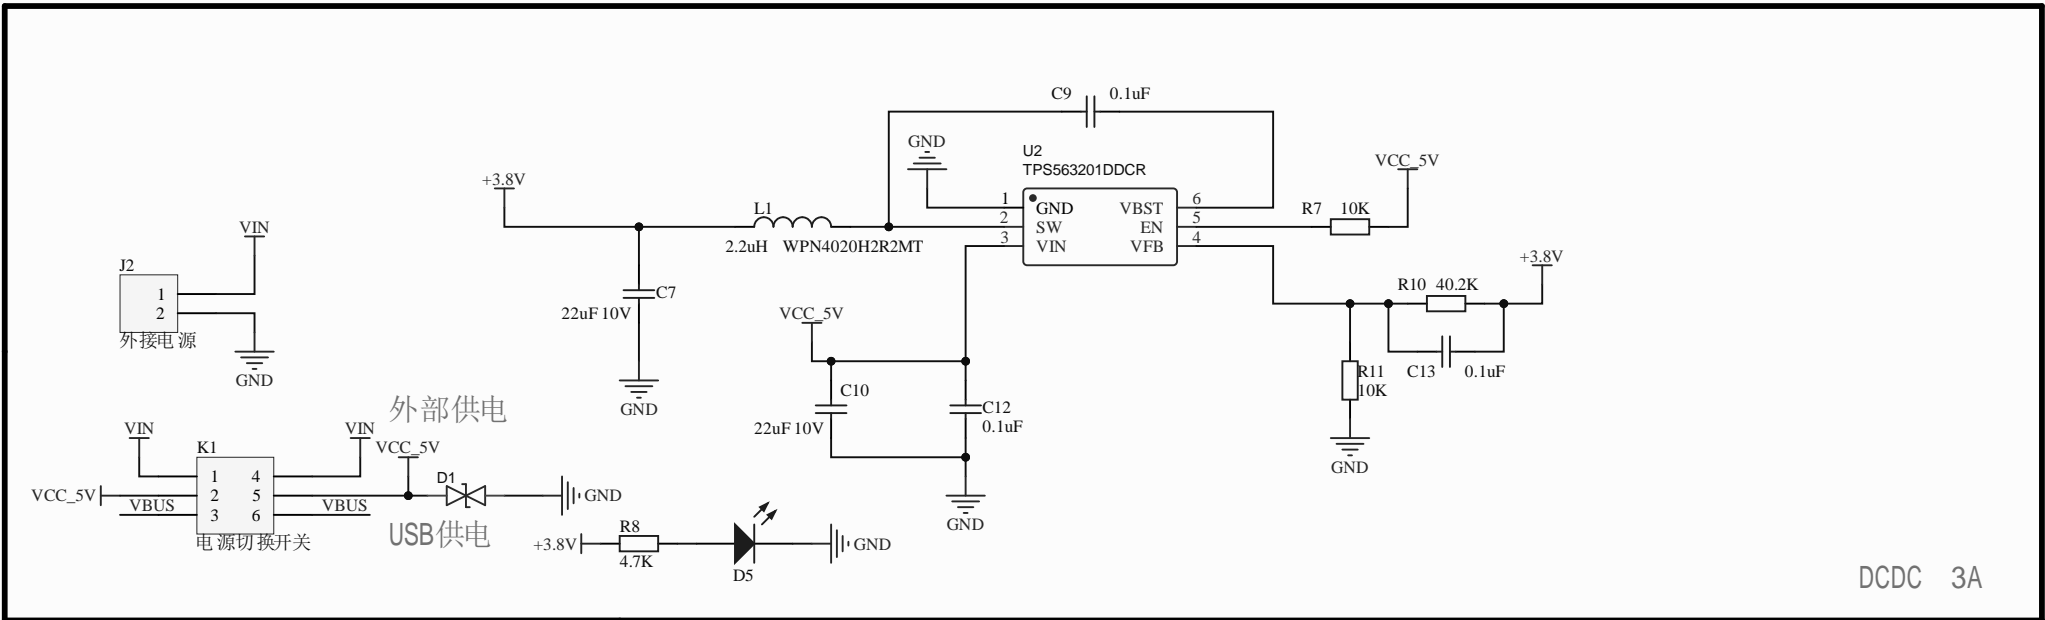 C9 0.1uF
GND
U2
TPS563201DDCR
VCC_5V
+3.8V
1 GND VBST 6
2 SW EN 5
3 VIN VFB 4
R7 10K
L1
2.2uH WPN4020H2R2MT
VIN
J2
1
2
外接电源
GND
C7
22uF 10V
GND
VCC_5V
C10
22uF 10V
C12
0.1uF
GND
+3.8V
R10 40.2K
C13 0.1uF
R11
10K
GND
外部供电
VIN
VIN
K1
VCC_5V
1 4
VCC_5V 2 5
VBUS 3 6 VBUS
电源切换开关
D1
GND
USB供电
R8
+3.8V
4.7K
D5
GND
DCDC 3A